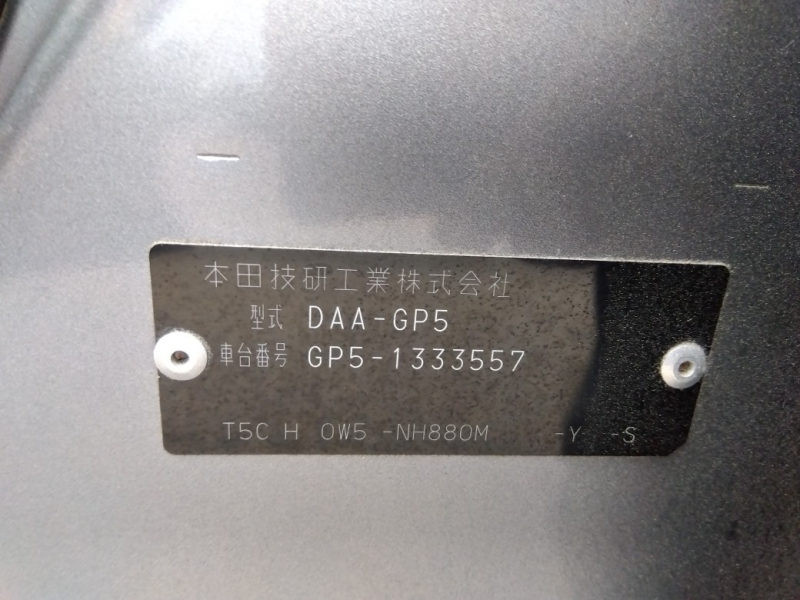 本田技研工業株式会社
型式 DAA-GP5
車台番号 GP5-1333557
T5C H 0W5 -NH880M -Y -S